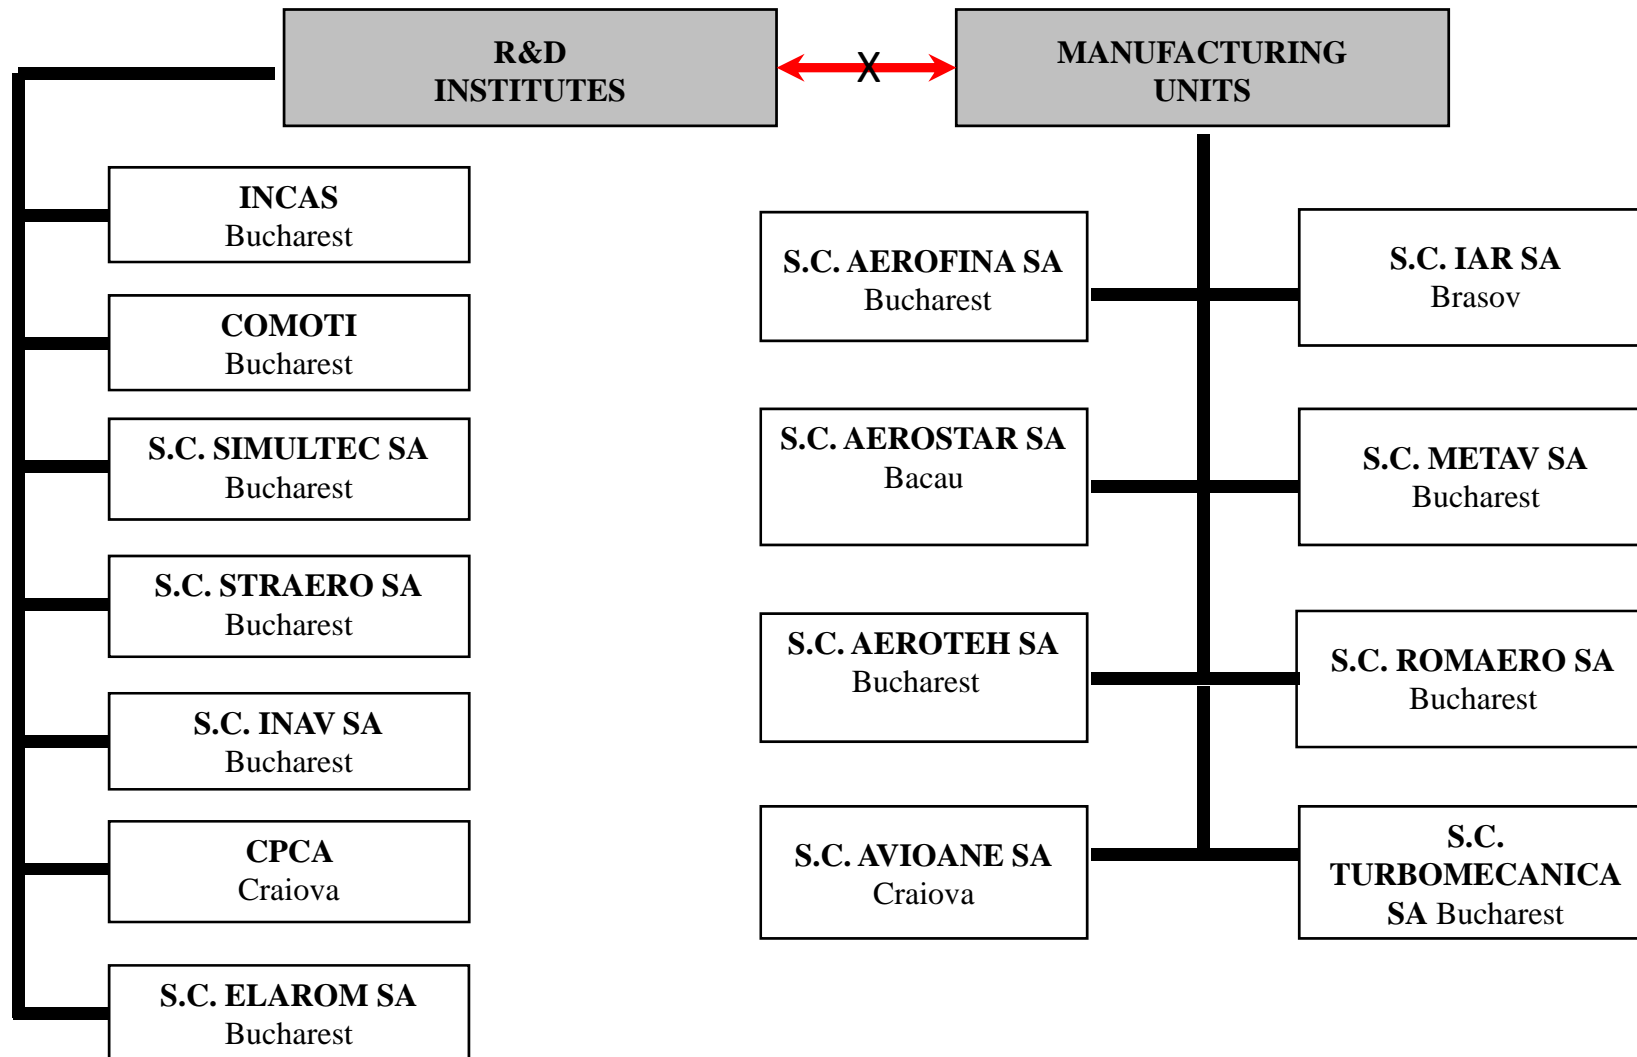 R&D
INSTITUTES
X
MANUFACTURING
UNITS
INCAS
Bucharest
COMOTI
Bucharest
S.C. SIMULTEC SA
Bucharest
S.C. STRAERO SA
Bucharest
S.C. INAV SA
Bucharest
CPCA
Craiova
S.C. ELAROM SA
Bucharest
S.C. AEROFINA SA
Bucharest
S.C. AEROSTAR SA
Bacau
S.C. AEROTEH SA
Bucharest
S.C. AVIOANE SA
Craiova
S.C. IAR SA
Brasov
S.C. METAV SA
Bucharest
S.C. ROMAERO SA
Bucharest
S.C.
TURBOMECANICA
SA Bucharest